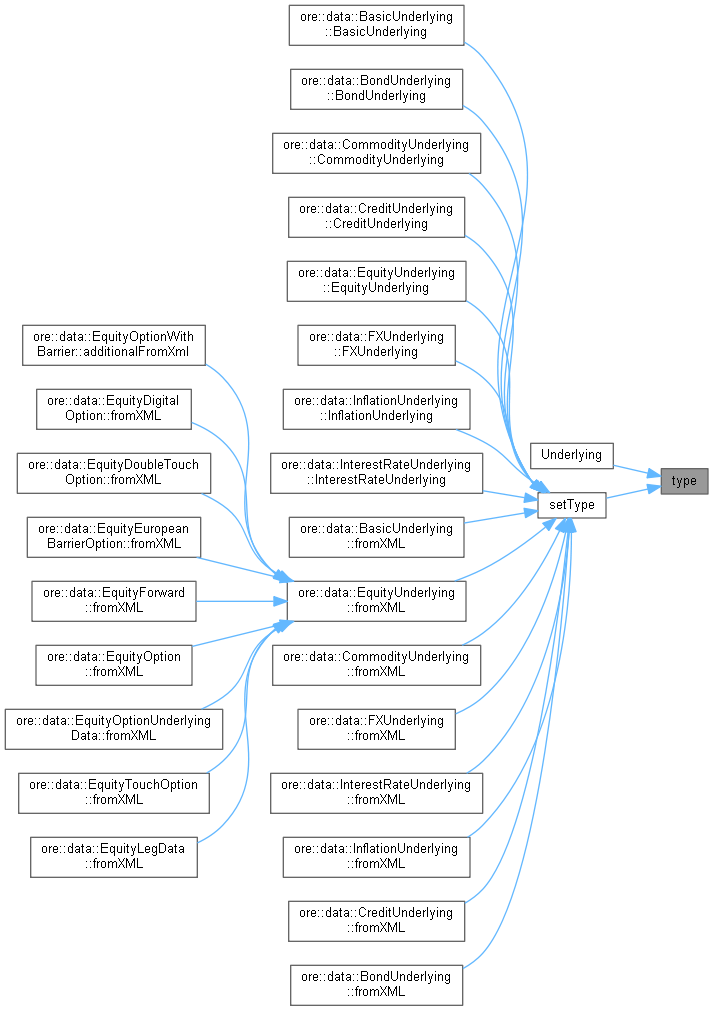 ore::data::BasicUnderlying
::BasicUnderlying
ore::data::BondUnderlying
::BondUnderlying
ore::data::CommodityUnderlying
::CommodityUnderlying
ore::data::CreditUnderlying
::CreditUnderlying
ore::data::EquityUnderlying
::EquityUnderlying
ore::data::EquityOptionWith
Barrier::additionalFromXml
ore::data::FXUnderlying
::FXUnderlying
ore::data::EquityDigital
Option::fromXML
ore::data::InflationUnderlying
::InflationUnderlying
ore::data::EquityDoubleTouch
Option::fromXML
ore::data::InterestRateUnderlying
::InterestRateUnderlying
Underlying
type
setType
ore::data::EquityEuropean
BarrierOption::fromXML
ore::data::BasicUnderlying
::fromXML
ore::data::EquityForward
::fromXML
ore::data::EquityUnderlying
::fromXML
ore::data::EquityOption
::fromXML
ore::data::CommodityUnderlying
::fromXML
ore::data::EquityOptionUnderlying
Data::fromXML
ore::data::FXUnderlying
::fromXML
ore::data::EquityTouchOption
::fromXML
ore::data::InterestRateUnderlying
::fromXML
ore::data::EquityLegData
::fromXML
ore::data::InflationUnderlying
::fromXML
ore::data::CreditUnderlying
::fromXML
ore::data::BondUnderlying
::fromXML